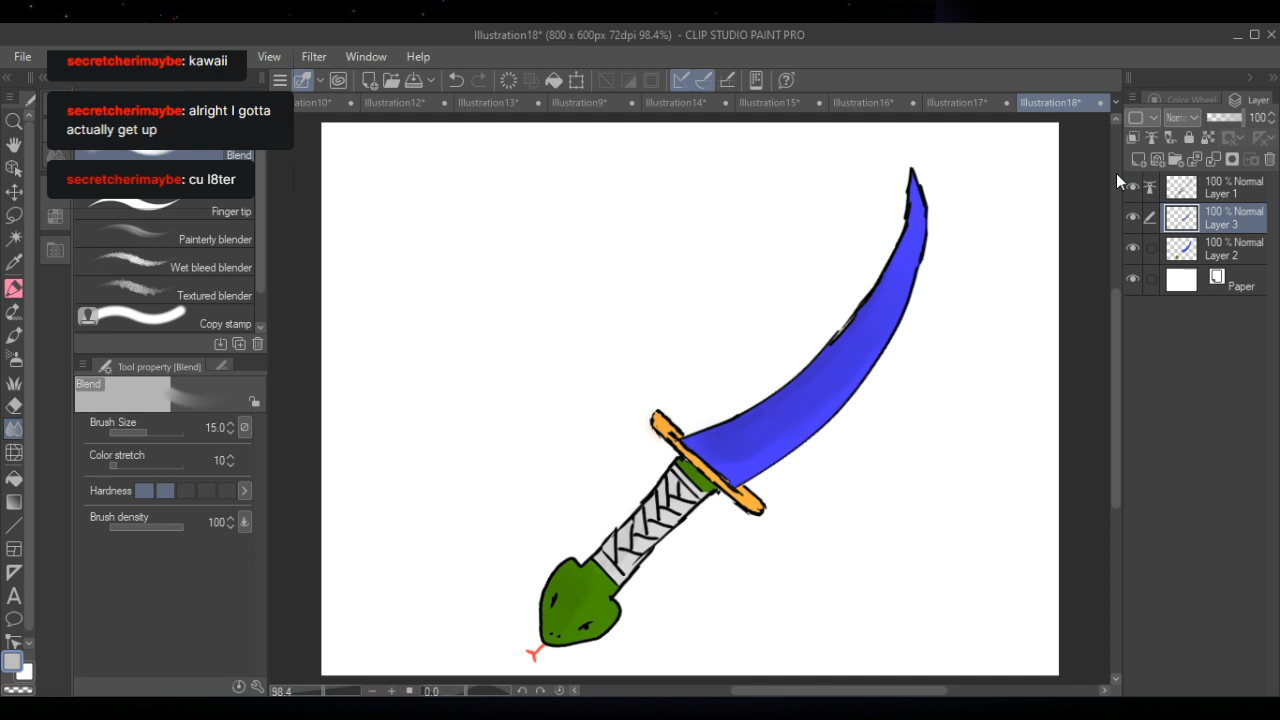 Illustration18* (800 x 600px 72dpi 98.4%) - CLIP STUDIO PAINT PRO
File
View
Filter
Window
Help
secretcherimaybe: kawaii
secretcherimaybe: alright I gotta
actually get up
secretcherimaybe: cu l8ter
on10*
Illustration12*
Illustration13*
Illustration9*
Illustration14*
Illustration15*
Illustration16*
Illustration17*
Illustration18*
Color Wheel
Layer
100
100 % Normal
Layer 1
100 % Normal
Layer 3
100 % Normal
Layer 2
Paper
Blend
Finger tip
Painterly blender
Wet bleed blender
Textured blender
Copy stamp
Tool property [Blend]
Blend
Brush Size
15.0
Color stretch
10
Hardness
Brush density
100
98.4
0.0